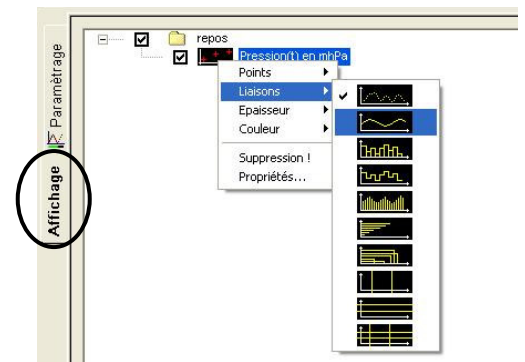 repos
Pression(t) en mhPa
Points
Liaisons
Epaisseur
Couleur
Suppression !
Propriétés...
Paramètrage
Affichage